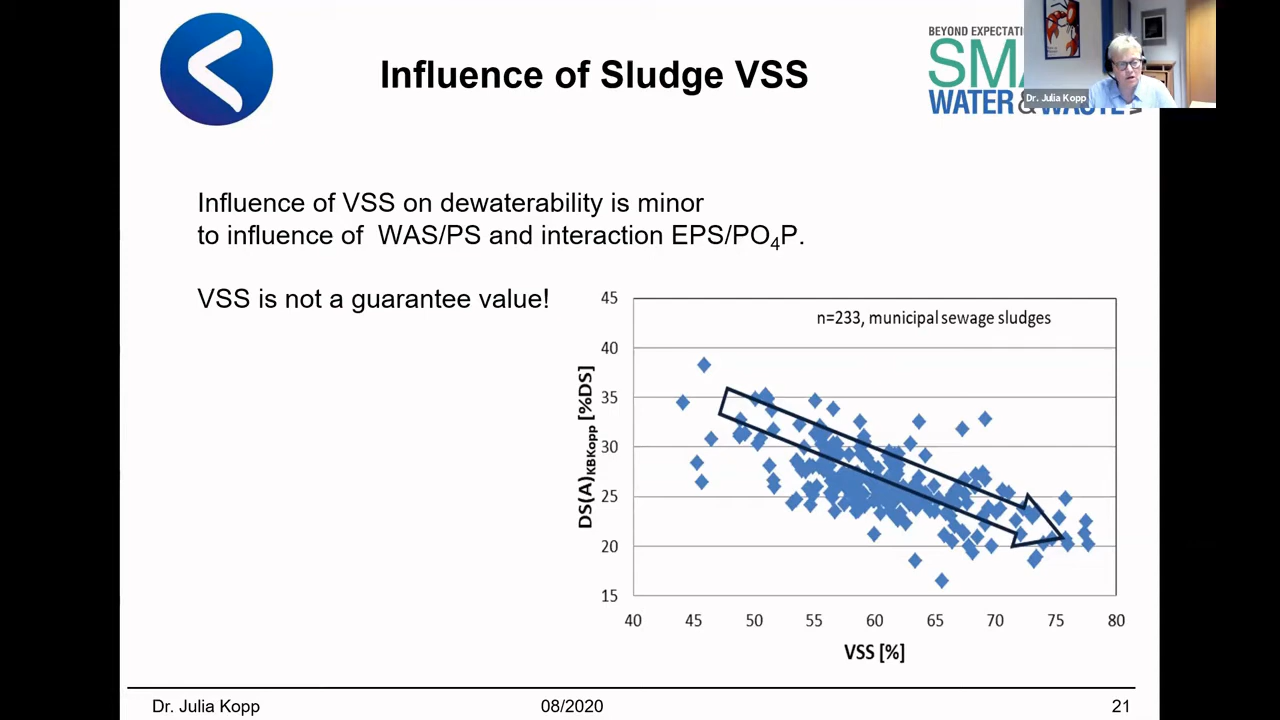 Influence of Sludge VSS
BEYOND
WATER &
Dr. Julia Kopp
Influence of VSS on dewaterability is minor
to influence of WAS/PS and interaction EPS/PO4P.
VSS is not a guarantee value!
n=233, municipal sewage sludges
DS(A)KBKopp [%DS]
45
40
35
30
25
20
15
40 45 50 55 60 65 70 75 80
VSS [%]
Dr. Julia Kopp 08/2020 21